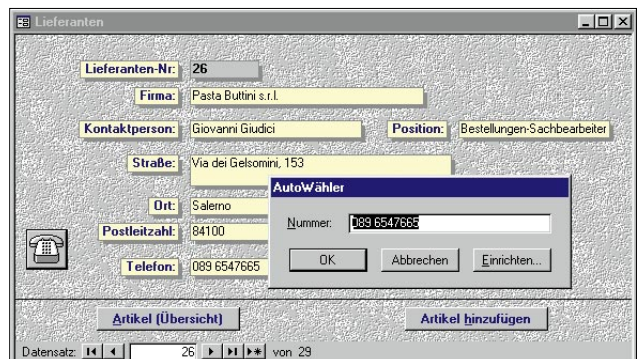 Lieferanten
Lieferanten-Nr: 26
Firma: Pasta Buttini s.r.l.
Kontaktperson: Giovanni Giudici Position: Bestellungen-Sachbearbeiter
Straße: Via dei Gelsomini, 153
AutoWähler
Ort: Salerno
Nummer: 089 6547665
Postleitzahl: 84100
OK Abbrechen Einrichten...
Telefon: 089 6547665
Artikel (Übersicht) Artikel hinzufügen
Datensatz: 26 von 29